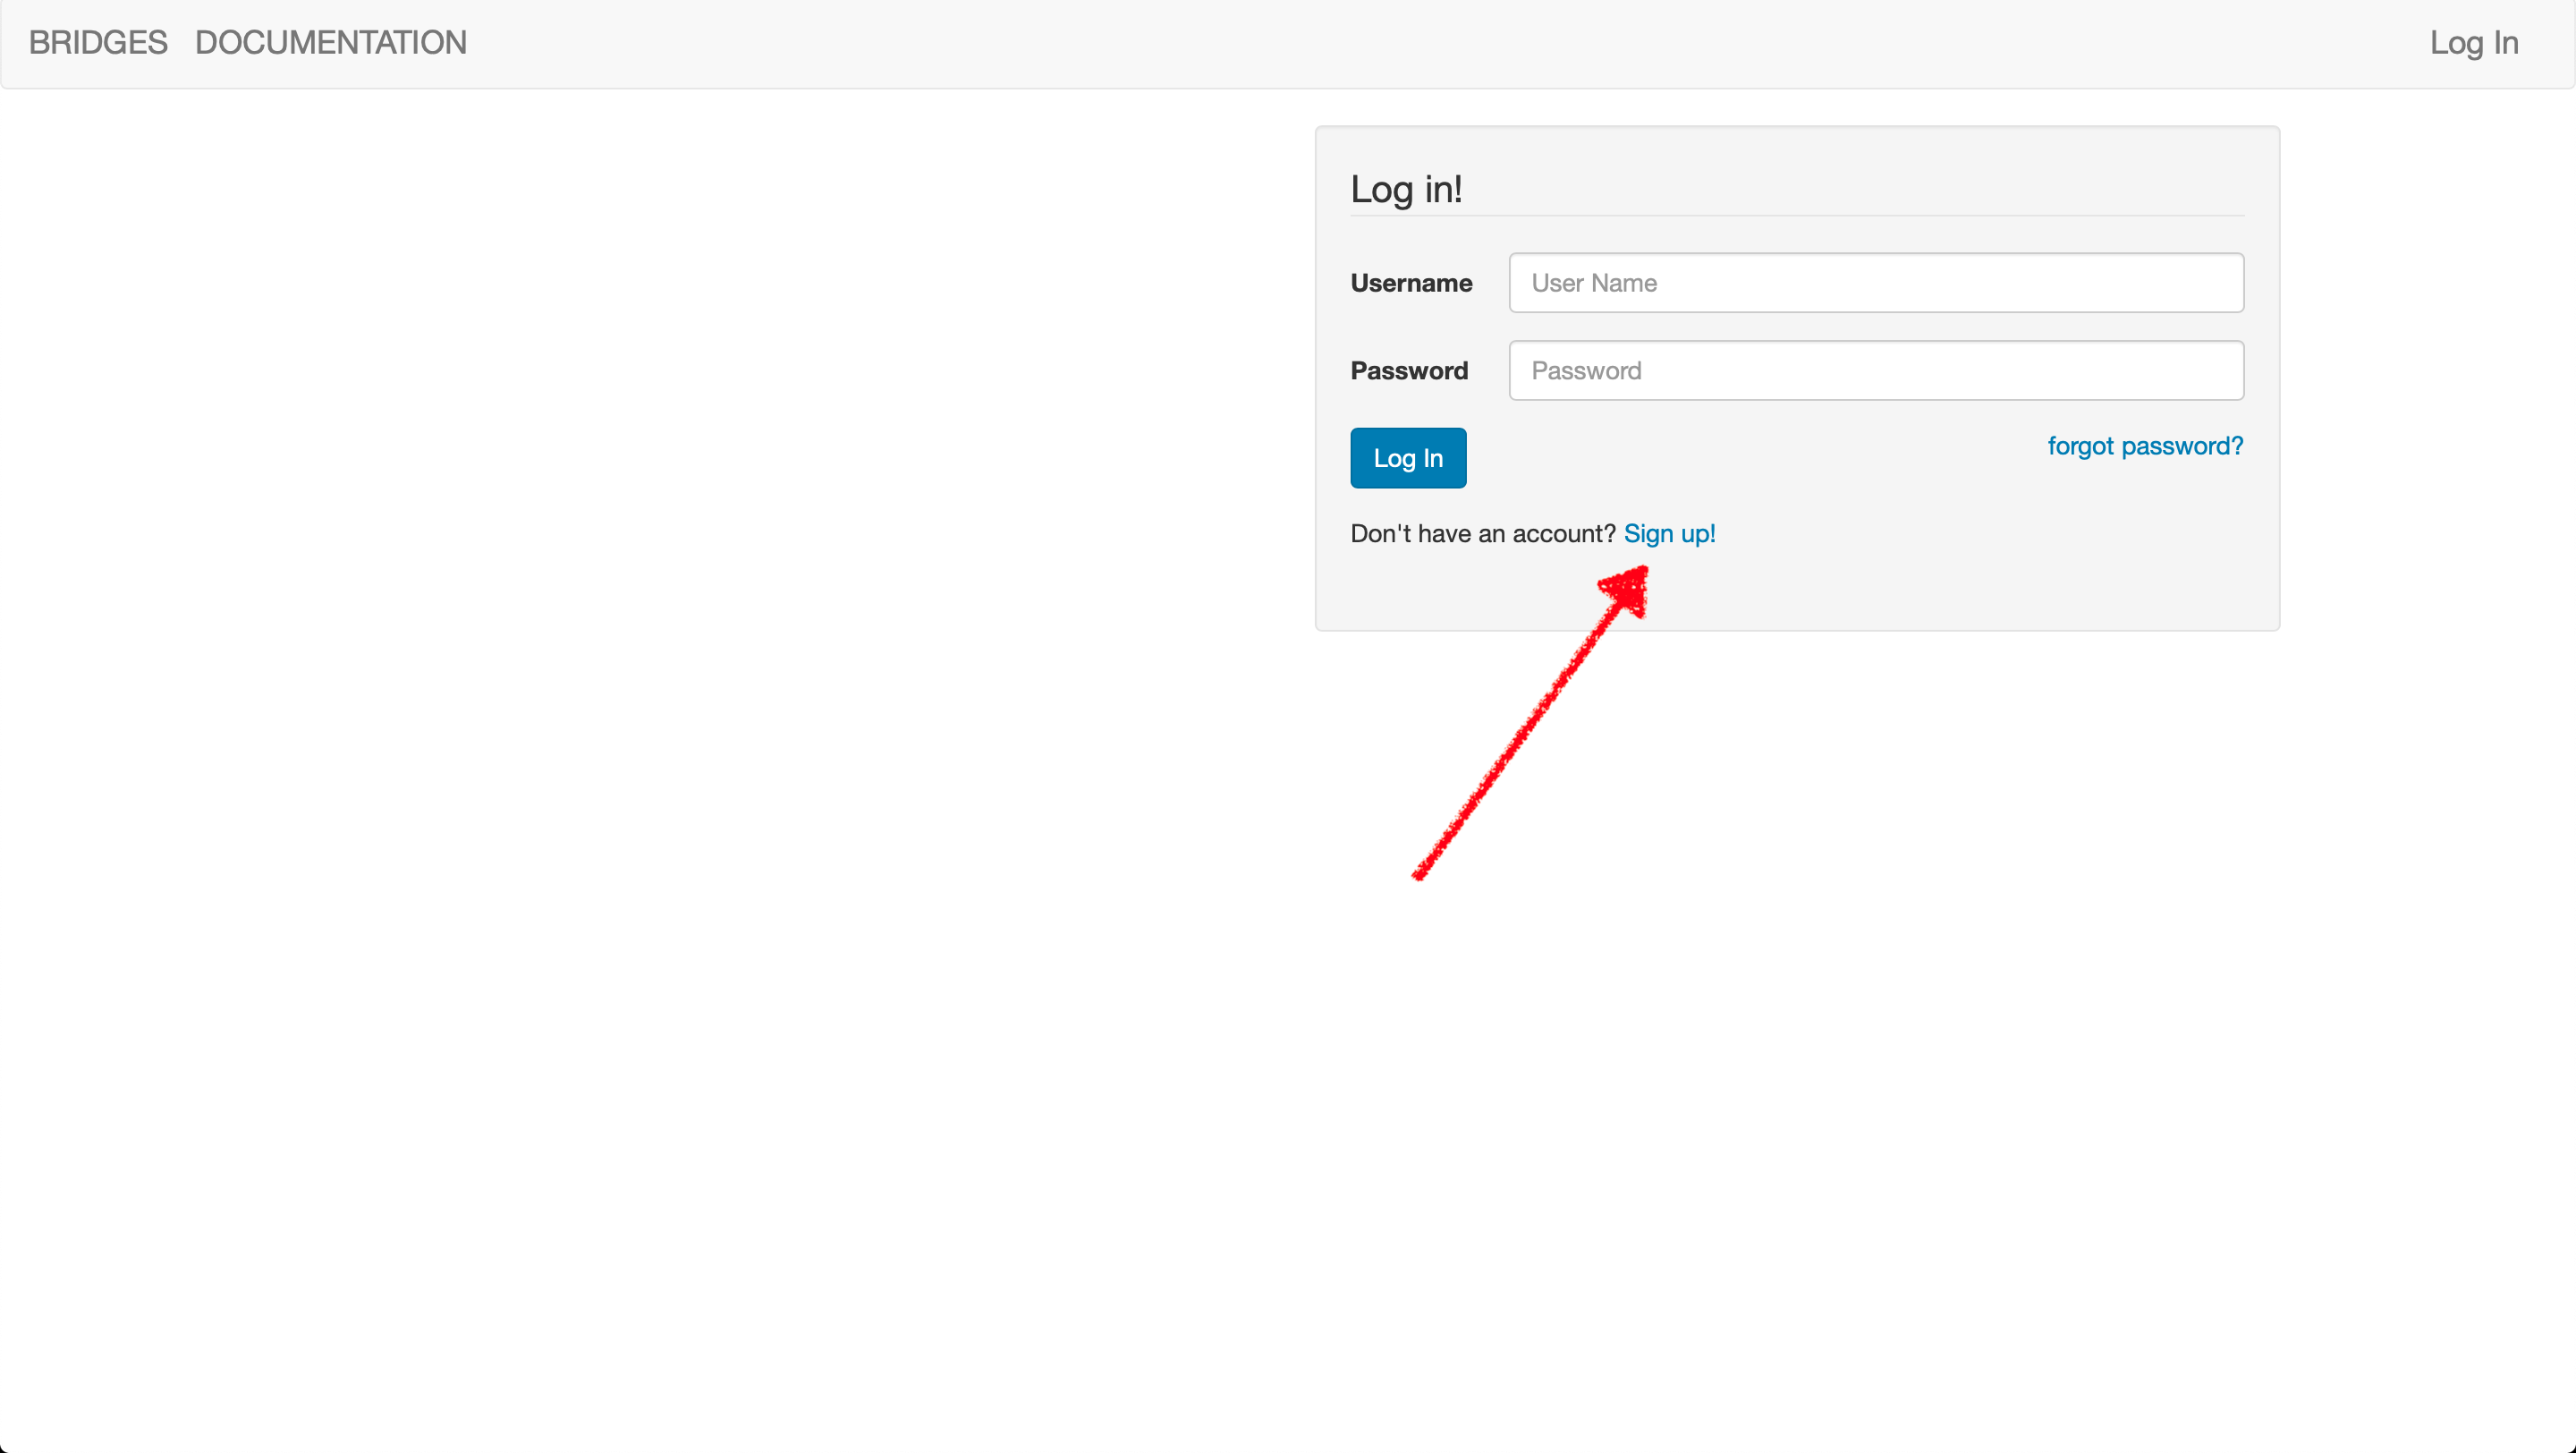 BRIDGES DOCUMENTATION Log In
Log in!
Username User Name
Password Password
Log In forgot password?
Don't have an account? Sign up!